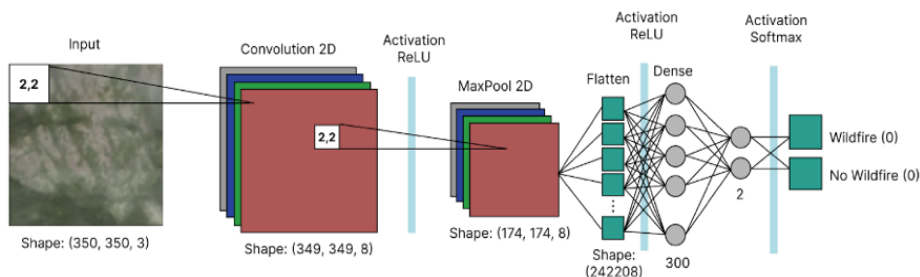 Input
2,2
Shape: (350, 350, 3)
Convolution 2D
2,2
Shape: (349, 349, 8)
Activation
ReLU
MaxPool 2D
Shape: (174, 174, 8)
Flatten
Shape:
(242208)
Activation
ReLU
Dense
300
2
Activation
Softmax
Wildfire (0)
No Wildfire (0)